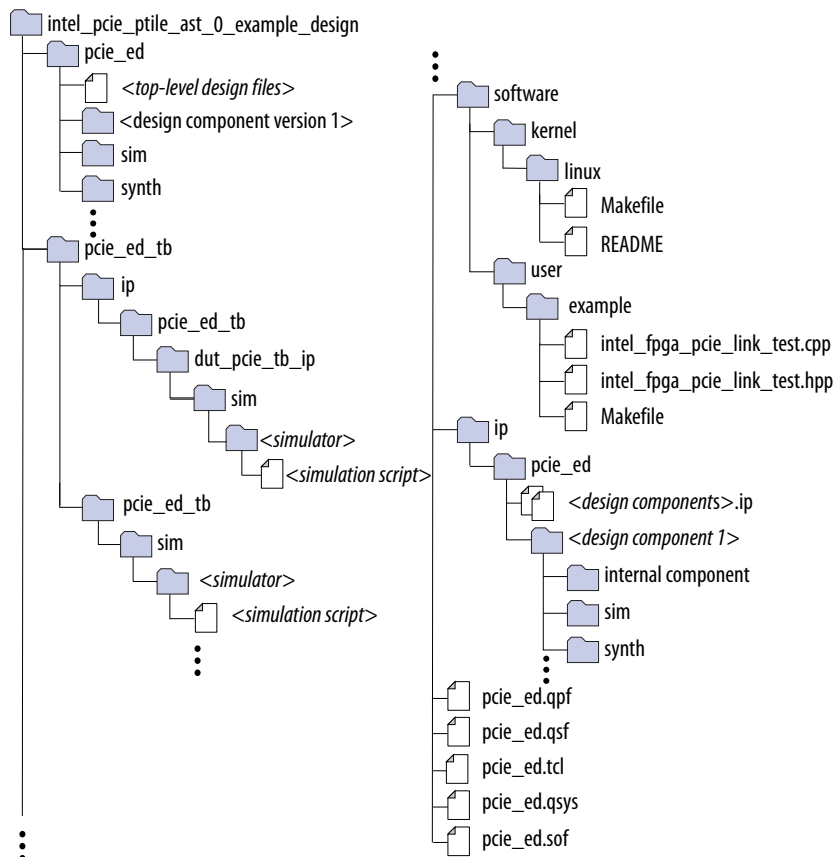 intel_pcie_ptile_ast_0_example_design
pcie_ed
<top-level design files>
<design component version 1>
sim
synth
pcie_ed_tb
ip
pcie_ed_tb
dut_pcie_tb_ip
sim
<simulator>
<simulation script>
pcie_ed_tb
sim
<simulator>
<simulation script>
software
kernel
linux
Makefile
README
user
example
intel_fpga_pcie_link_test.cpp
intel_fpga_pcie_link_test.hpp
Makefile
ip
pcie_ed
<design components>.ip
<design component 1>
internal component
sim
synth
pcie_ed.qpf
pcie_ed.qsf
pcie_ed.tcl
pcie_ed.qsys
pcie_ed.sof